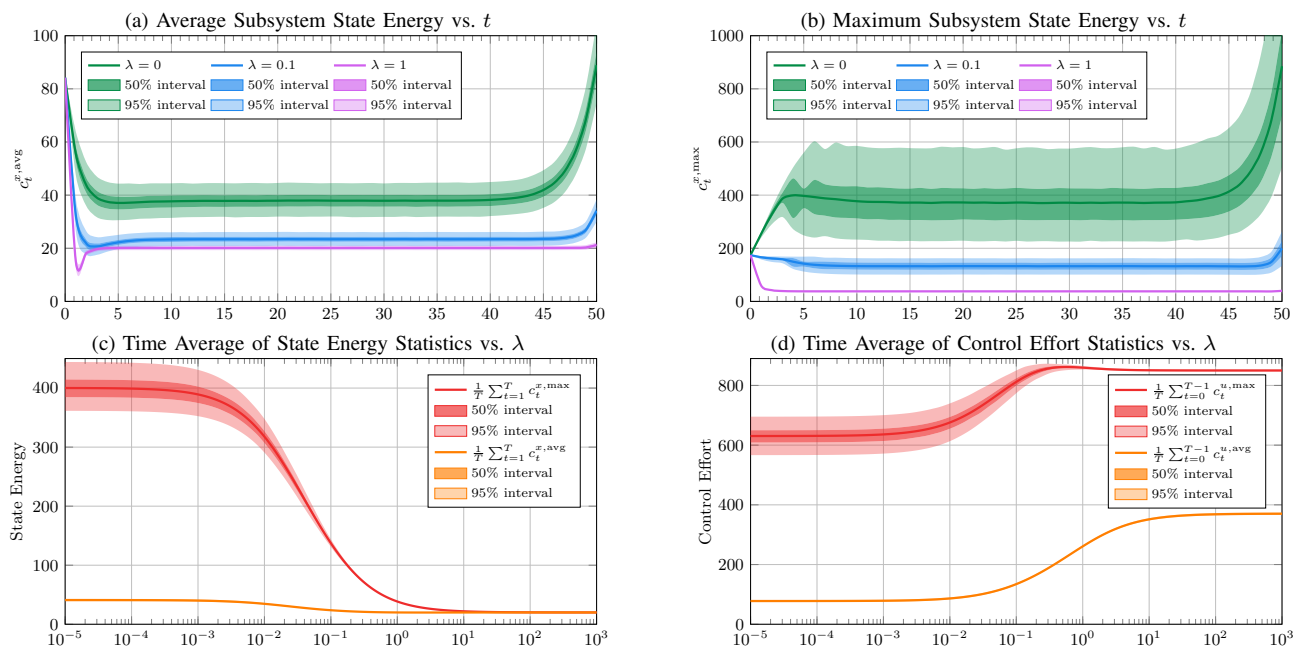 (a) Average Subsystem State Energy vs. t
100
80
60
40
20
0
c_t^{x,avg}
λ = 0 λ = 0.1 λ = 1
50% interval 50% interval 50% interval
95% interval 95% interval 95% interval
0 5 10 15 20 25 30 35 40 45 50
(b) Maximum Subsystem State Energy vs. t
1000
800
600
400
200
0
c_t^{x,max}
λ = 0 λ = 0.1 λ = 1
50% interval 50% interval 50% interval
95% interval 95% interval 95% interval
0 5 10 15 20 25 30 35 40 45 50
(c) Time Average of State Energy Statistics vs. λ
400
300
200
100
0
State Energy
1/T ∑_{t=1}^{T} c_t^{x,max}
50% interval
95% interval
1/T ∑_{t=1}^{T} c_t^{x,avg}
50% interval
95% interval
10^−5 10^−4 10^−3 10^−2 10^−1 10^0 10^1 10^2 10^3
(d) Time Average of Control Effort Statistics vs. λ
800
600
400
200
0
Control Effort
1/T ∑_{t=0}^{T−1} c_t^{u,max}
50% interval
95% interval
1/T ∑_{t=0}^{T−1} c_t^{u,avg}
50% interval
95% interval
10^−5 10^−4 10^−3 10^−2 10^−1 10^0 10^1 10^2 10^3